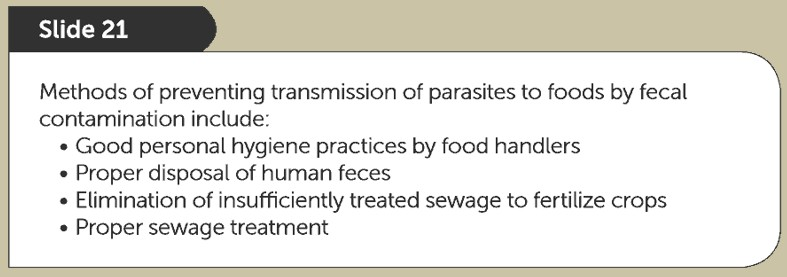 Slide 21
Methods of preventing transmission of parasites to foods by fecal
contamination include:
• Good personal hygiene practices by food handlers
• Proper disposal of human feces
• Elimination of insufficiently treated sewage to fertilize crops
• Proper sewage treatment